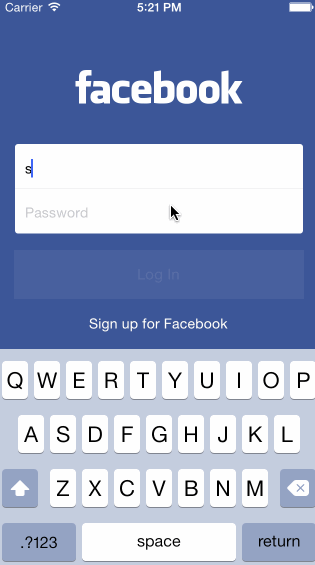 Carrier 5:21 PM
facebook
s
Password
Log In
Sign up for Facebook
Q W E R T Y U I O P
A S D F G H J K L
Z X C V B N M
.?123 space return